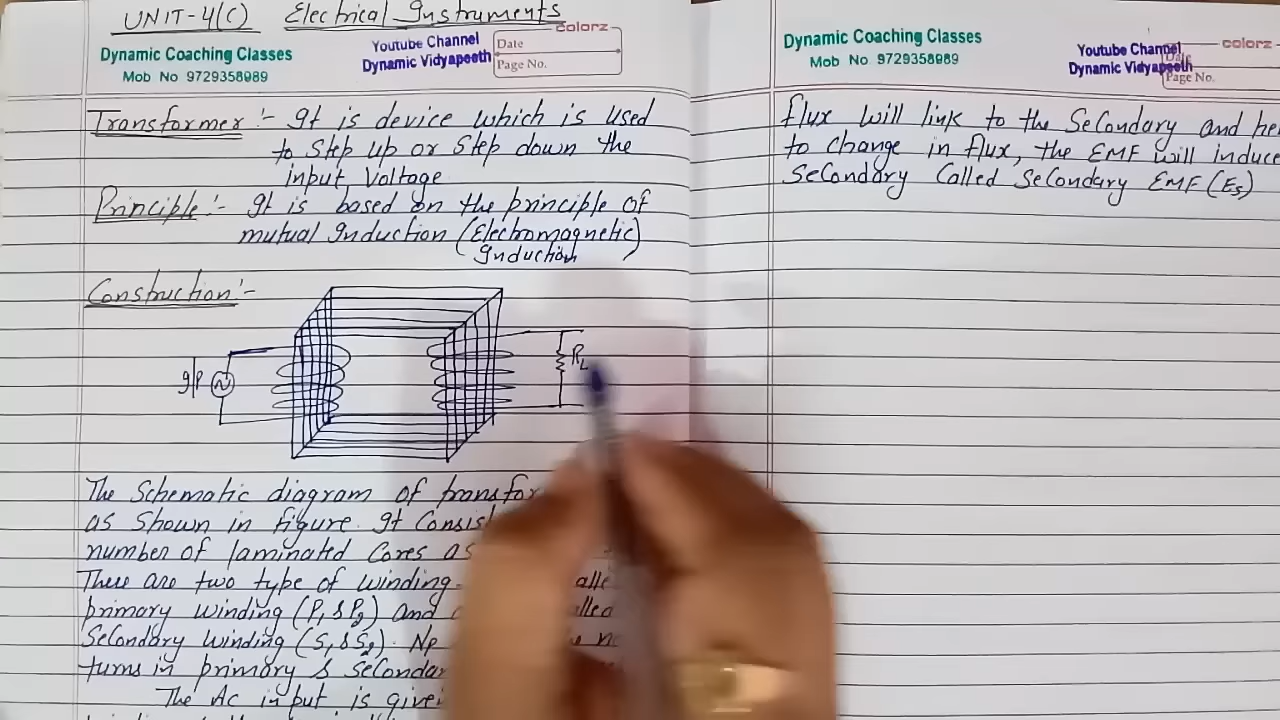 UNIT-4(C) Electrical Instruments
Dynamic Coaching Classes
Mob No 9729358989
Youtube Channel
Dynamic Vidyapeeth
colorz
Date
Page No.
Transformer :- It is device which is used
to Step up or Step down the
input Voltage
Principle :- It is based on the principle of
mutual Induction (Electromagnetic)
Induction
Construction :-
I/P
RL
The Schematic diagram of
as Shown in figure. It
number of laminated Cores as
There are two type of winding
primary winding (P1 & P2) and
Secondary winding (S1 & S2). Np
turns in primary &
The AC input is
Dynamic Coaching Classes
Mob No 9729358989
Youtube Channel
Dynamic Vidyapeeth
colorz
Date
Page No.
flux will link to the Secondary and
to change in flux, the EMF will induce
Secondary Called Secondary EMF (Es)